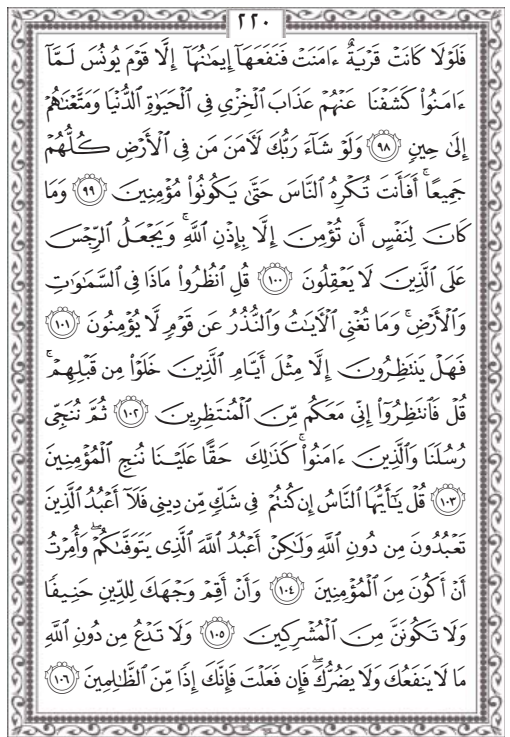 ٢٢٠
فَلَوْلَا كَانَتْ قَرْيَةٌ ءَامَنَتْ فَنَفَعَهَآ إِيمَٰنُهَآ إِلَّا قَوْمَ يُونُسَ لَمَّآ
ءَامَنُوا۟ كَشَفْنَا عَنْهُمْ عَذَابَ ٱلْخِزْىِ فِى ٱلْحَيَوٰةِ ٱلدُّنْيَا وَمَتَّعْنَٰهُمْ
إِلَىٰ حِينٍ ٩٨ وَلَوْ شَآءَ رَبُّكَ لَءَامَنَ مَن فِى ٱلْأَرْضِ كُلُّهُمْ
جَمِيعًا ۚ أَفَأَنتَ تُكْرِهُ ٱلنَّاسَ حَتَّىٰ يَكُونُوا۟ مُؤْمِنِينَ ٩٩ وَمَا
كَانَ لِنَفْسٍ أَن تُؤْمِنَ إِلَّا بِإِذْنِ ٱللَّهِ ۚ وَيَجْعَلُ ٱلرِّجْسَ
عَلَى ٱلَّذِينَ لَا يَعْقِلُونَ ١٠٠ قُلِ ٱنظُرُوا۟ مَاذَا فِى ٱلسَّمَٰوَٰتِ
وَٱلْأَرْضِ ۚ وَمَا تُغْنِى ٱلْءَايَٰتُ وَٱلنُّذُرُ عَن قَوْمٍ لَّا يُؤْمِنُونَ ١٠١
فَهَلْ يَنتَظِرُونَ إِلَّا مِثْلَ أَيَّامِ ٱلَّذِينَ خَلَوْا۟ مِن قَبْلِهِمْ ۚ
قُلْ فَٱنتَظِرُوٓا۟ إِنِّى مَعَكُم مِّنَ ٱلْمُنتَظِرِينَ ١٠٢ ثُمَّ نُنَجِّى
رُسُلَنَا وَٱلَّذِينَ ءَامَنُوا۟ ۚ كَذَٰلِكَ حَقًّا عَلَيْنَا نُنجِ ٱلْمُؤْمِنِينَ
١٠٣ قُلْ يَٰٓأَيُّهَا ٱلنَّاسُ إِن كُنتُمْ فِى شَكٍّ مِّن دِينِى فَلَآ أَعْبُدُ ٱلَّذِينَ
تَعْبُدُونَ مِن دُونِ ٱللَّهِ وَلَٰكِنْ أَعْبُدُ ٱللَّهَ ٱلَّذِى يَتَوَفَّىٰكُمْ ۖ وَأُمِرْتُ
أَنْ أَكُونَ مِنَ ٱلْمُؤْمِنِينَ ١٠٤ وَأَنْ أَقِمْ وَجْهَكَ لِلدِّينِ حَنِيفًا
وَلَا تَكُونَنَّ مِنَ ٱلْمُشْرِكِينَ ١٠٥ وَلَا تَدْعُ مِن دُونِ ٱللَّهِ
مَا لَا يَنفَعُكَ وَلَا يَضُرُّكَ ۖ فَإِن فَعَلْتَ فَإِنَّكَ إِذًا مِّنَ ٱلظَّٰلِمِينَ ١٠٦